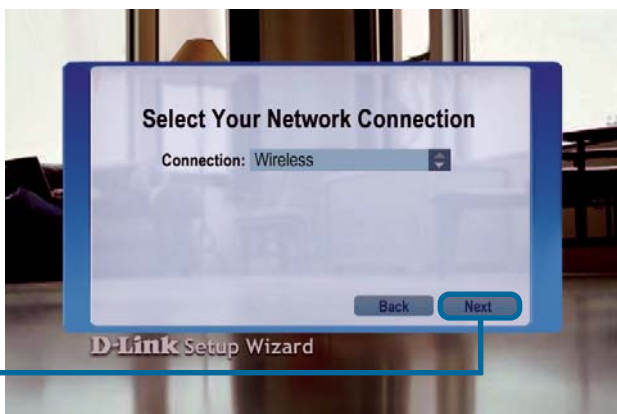 Select Your Network Connection
Connection: Wireless
Back Next
D-Link Setup Wizard